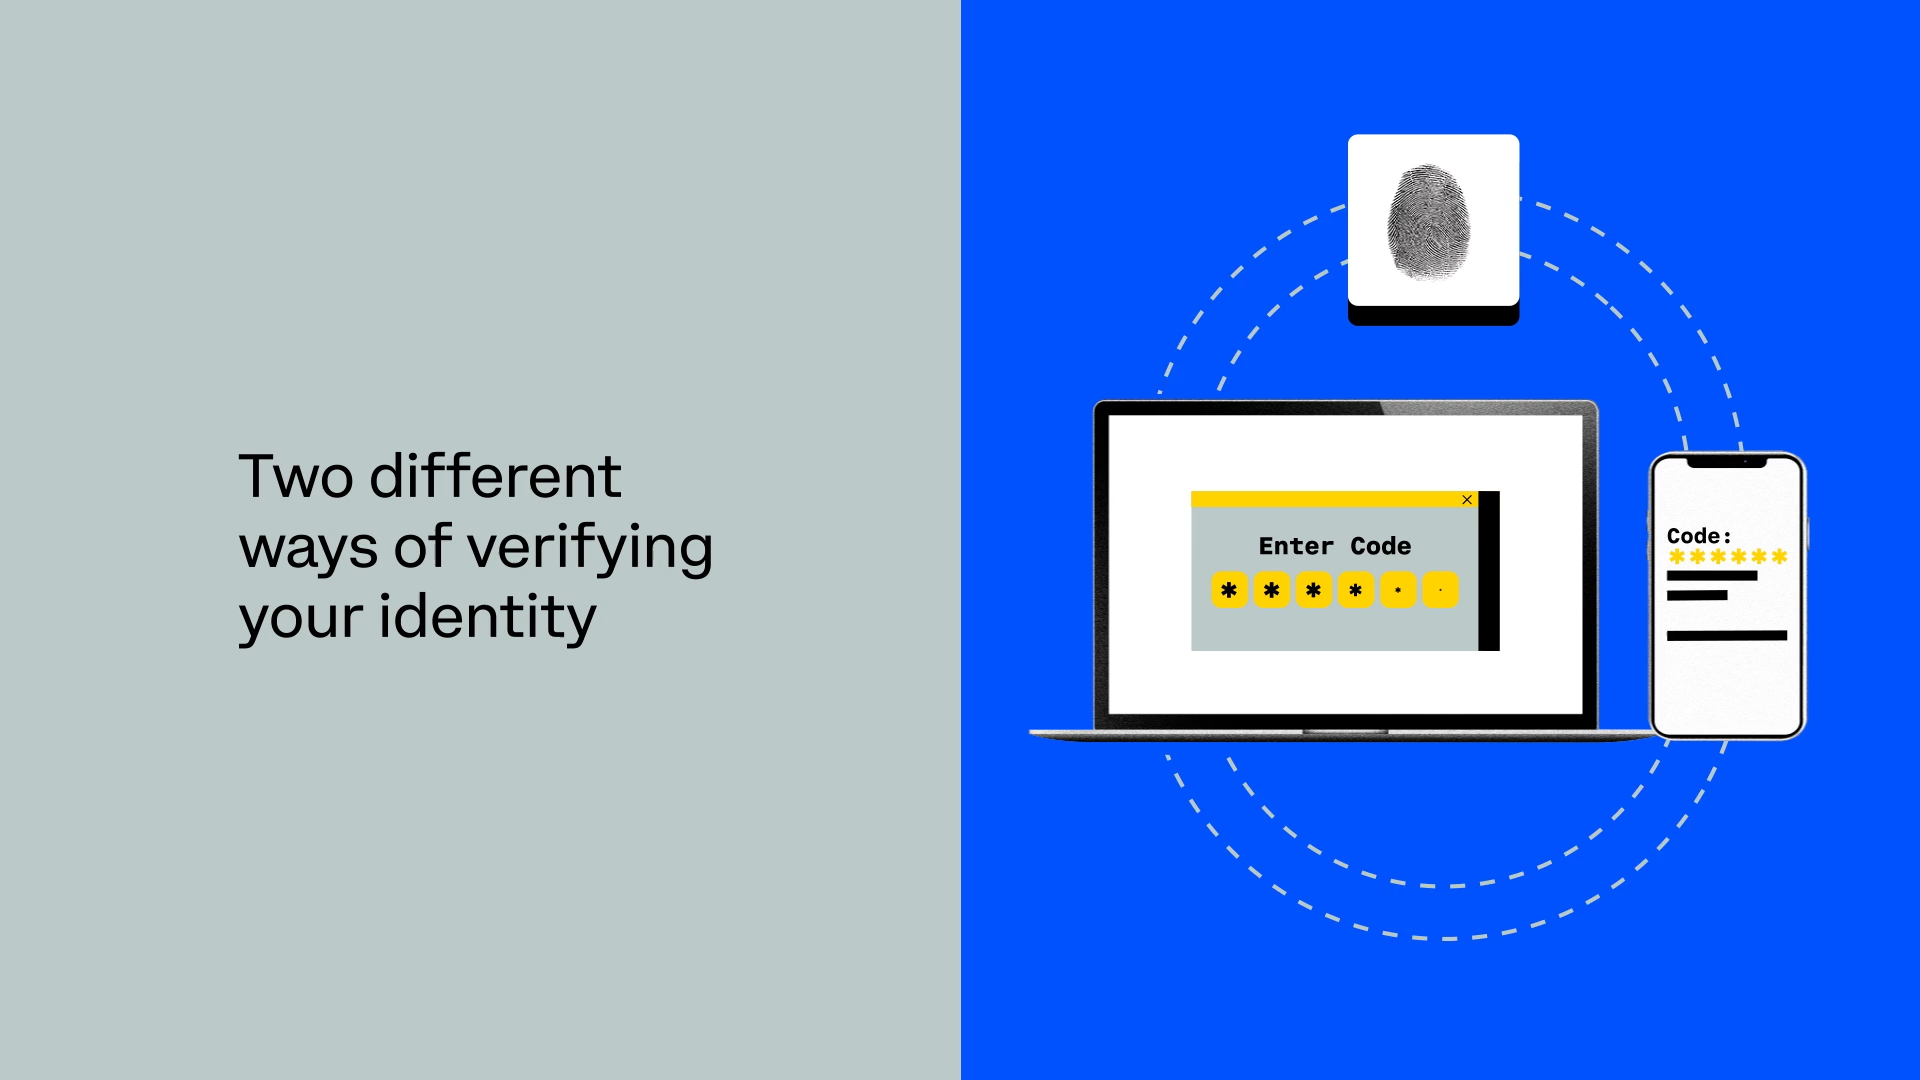 Two different
ways of verifying
your identity
Enter Code
******
Code:
******